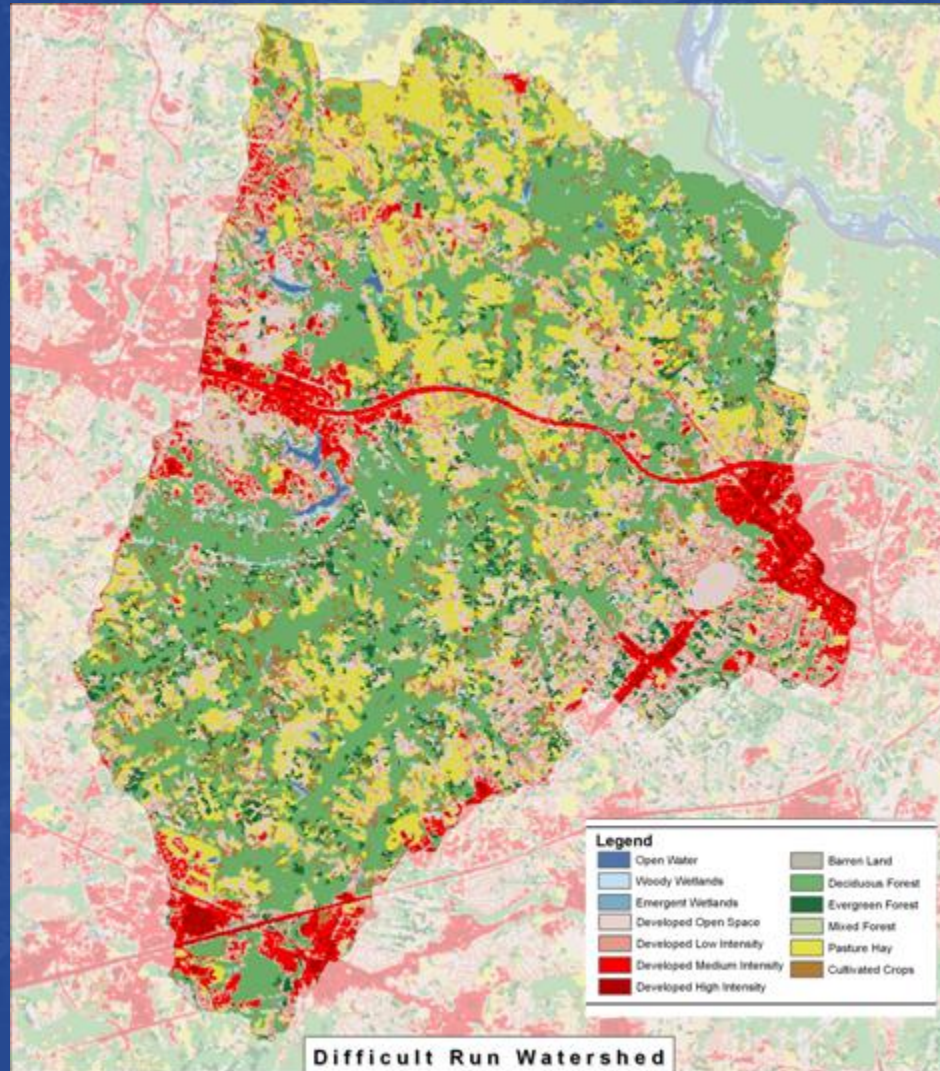 Legend
Open Water
Woody Wetlands
Emergent Wetlands
Developed Open Space
Developed Low Intensity
Developed Medium Intensity
Developed High Intensity
Barren Land
Deciduous Forest
Evergreen Forest
Mixed Forest
Pasture Hay
Cultivated Crops
Difficult Run Watershed